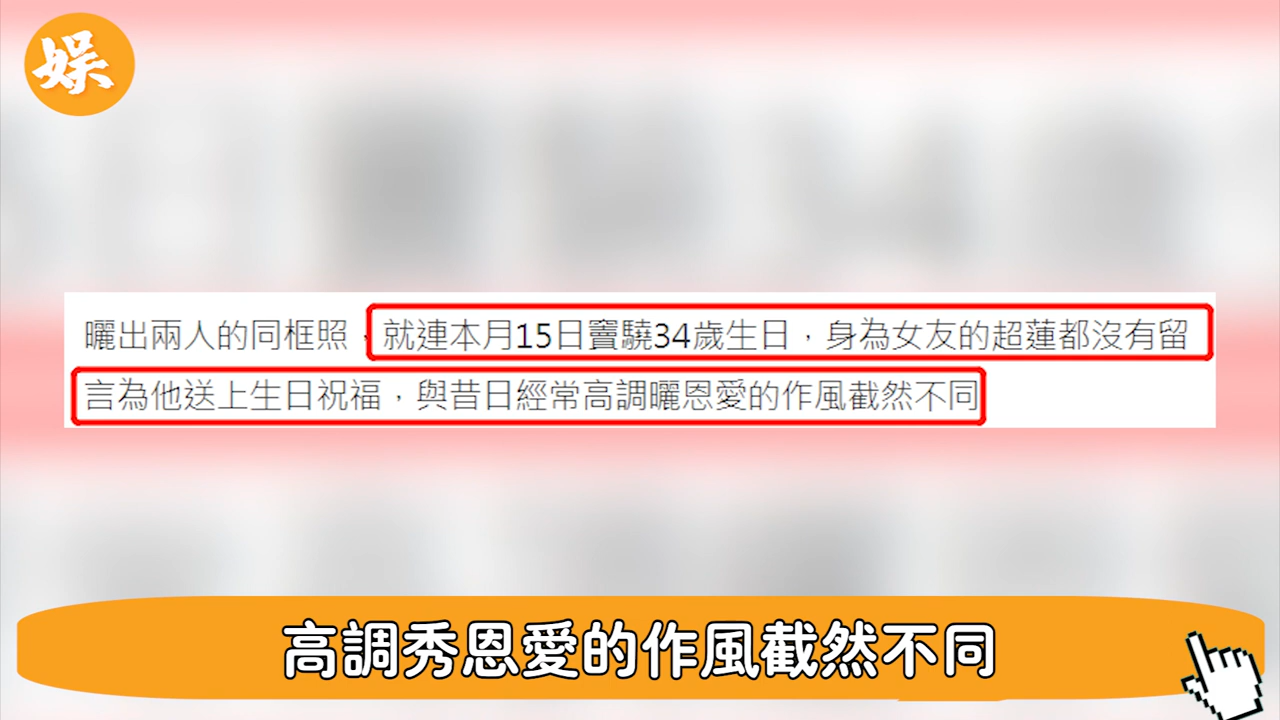 娱
曬出兩人的同框照、就連本月15日竇驍34歲生日，身為女友的超蓮都沒有留
言為他送上生日祝福，與昔日經常高調曬恩愛的作風截然不同
高調秀恩愛的作風截然不同